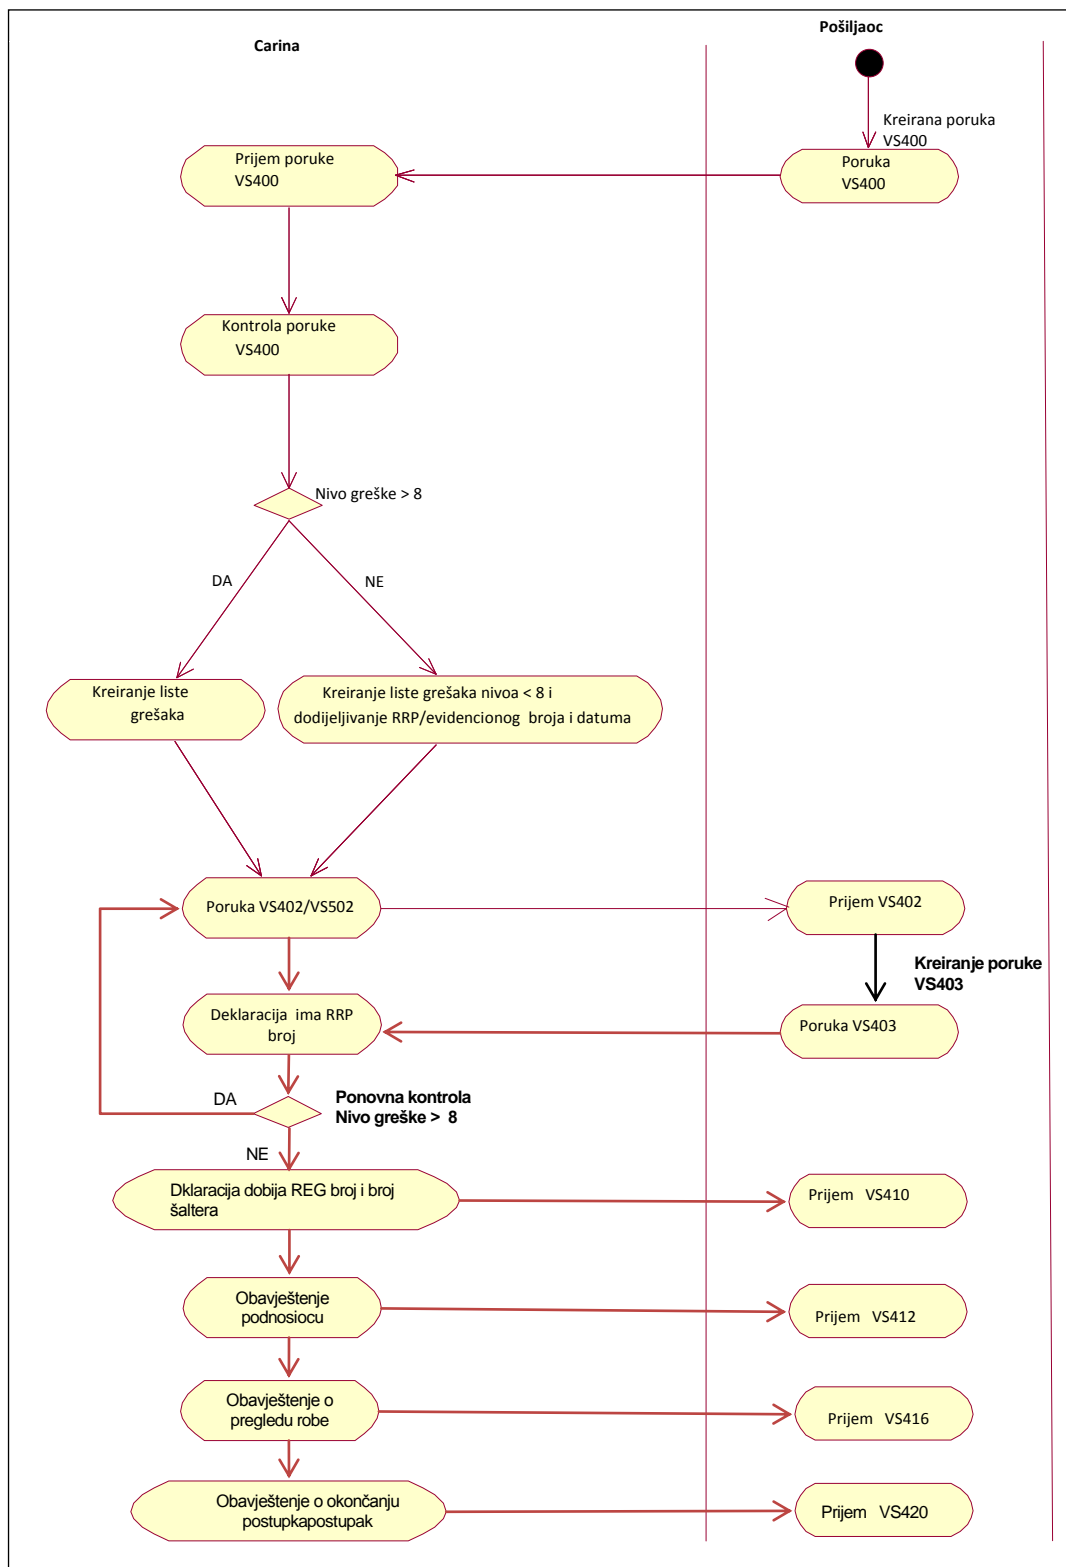 Pošiljaoc
Carina
Kreirana poruka
VS400
Prijem poruke
VS400
Poruka
VS400
Kontrola poruke
VS400
Nivo greške > 8
DA
NE
Kreiranje liste
grešaka
Kreiranje liste grešaka nivoa < 8 i
dodijeljivanje RRP/evidencionog broja i datuma
Poruka VS402/VS502
Prijem VS402
Kreiranje poruke
VS403
Deklaracija ima RRP
broj
Poruka VS403
DA
Ponovna kontrola
Nivo greške > 8
NE
Dklaracija dobija REG broj i broj
šaltera
Prijem VS410
Obavještenje
podnosiocu
Prijem VS412
Obavještenje o
pregledu robe
Prijem VS416
Obavještenje o okončanju
postupkapostupak
Prijem VS420